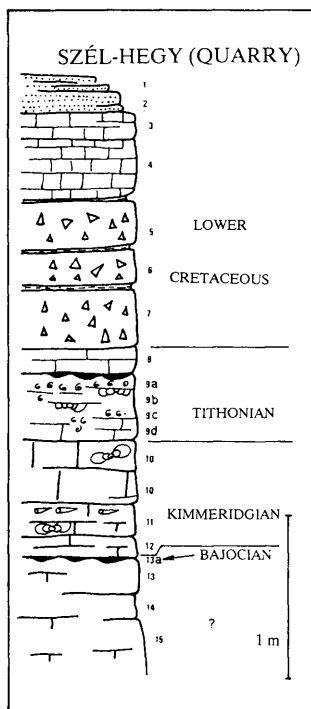 SZÉL-HEGY (QUARRY)
1
2
3
4
5
LOWER
6
CRETACEOUS
7
8
9a
9b
9c
TITHONIAN
9d
10
10
KIMMERIDGIAN
11
12
BAJOCIAN
13a
13
14
?
15
1 m